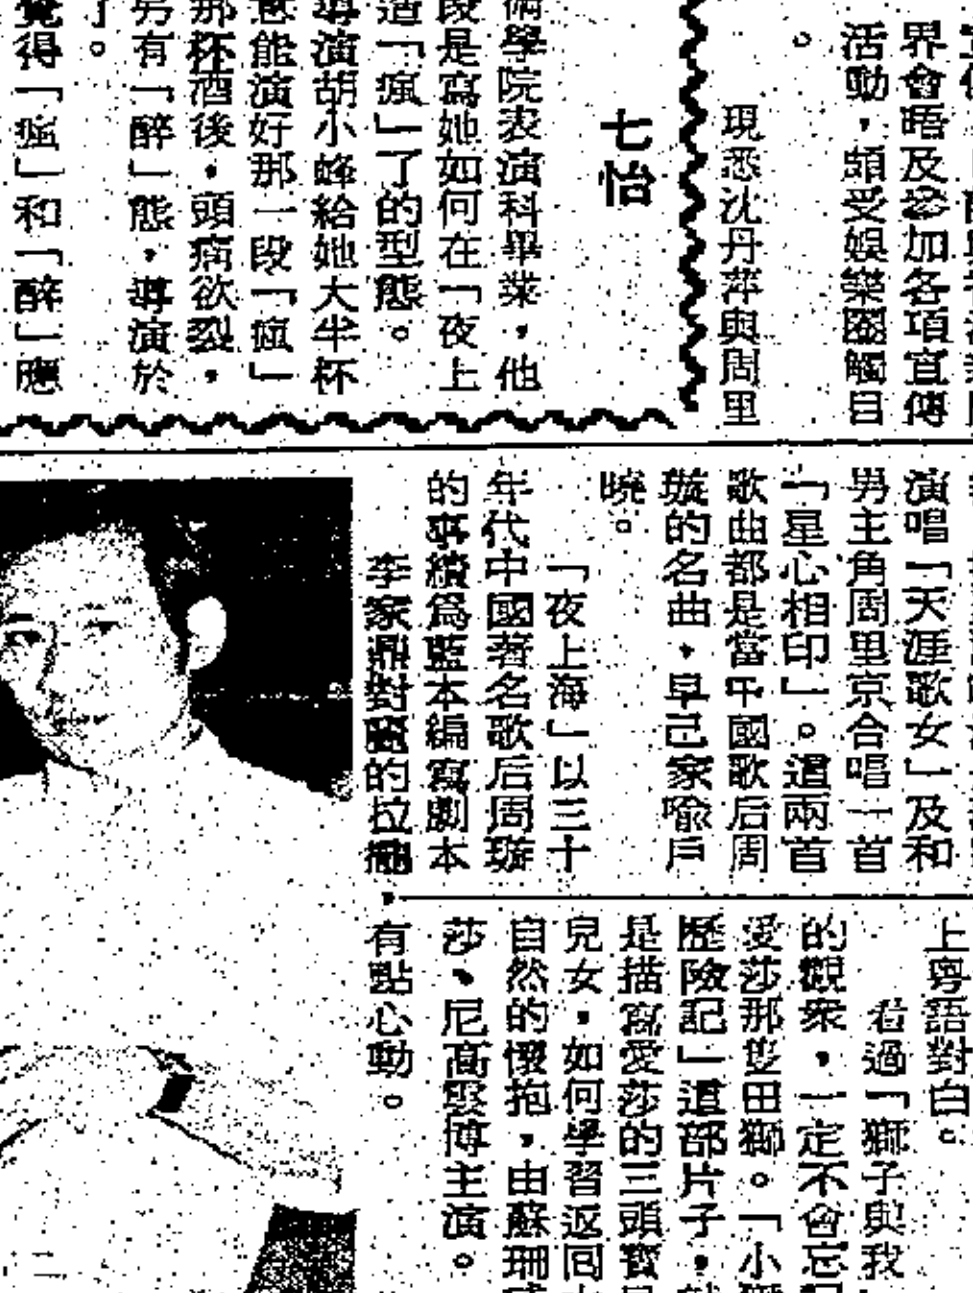 界會晤及參加各項宣傳
活動，頗受娛樂圈觸目
。
現悉沈丹萍與周里
七怡
學院表演科畢業，他
段是寫她如何在「夜上
「瘋」了的型態。
導演胡小峰給她大半杯
能演好那一段「瘋」
那杯酒後，頭痛欲裂，
另有「醉」態，導演於
。
覺得「瘋」和「醉」應
演唱「天涯歌女」及和
男主角周里京合唱一首
「星心相印」。這兩首
歌曲都是當年國歌后周
璇的名曲，早已家喻戶
曉。
「夜上海」以三十
年代中國著名歌后周璇
的事績爲藍本編寫劇本
李家鼎對 的拉 ，有點心動。
上粵語對白。
看過「獅子與我」
的觀衆，一定不會忘記
愛莎那隻田獅。「小獅
歷險記」這部片子，就
是描寫愛莎的三頭寶貝
兒女，如何學習返回大
自然的懷抱，由蘇珊
莎，尼高雲博主演。